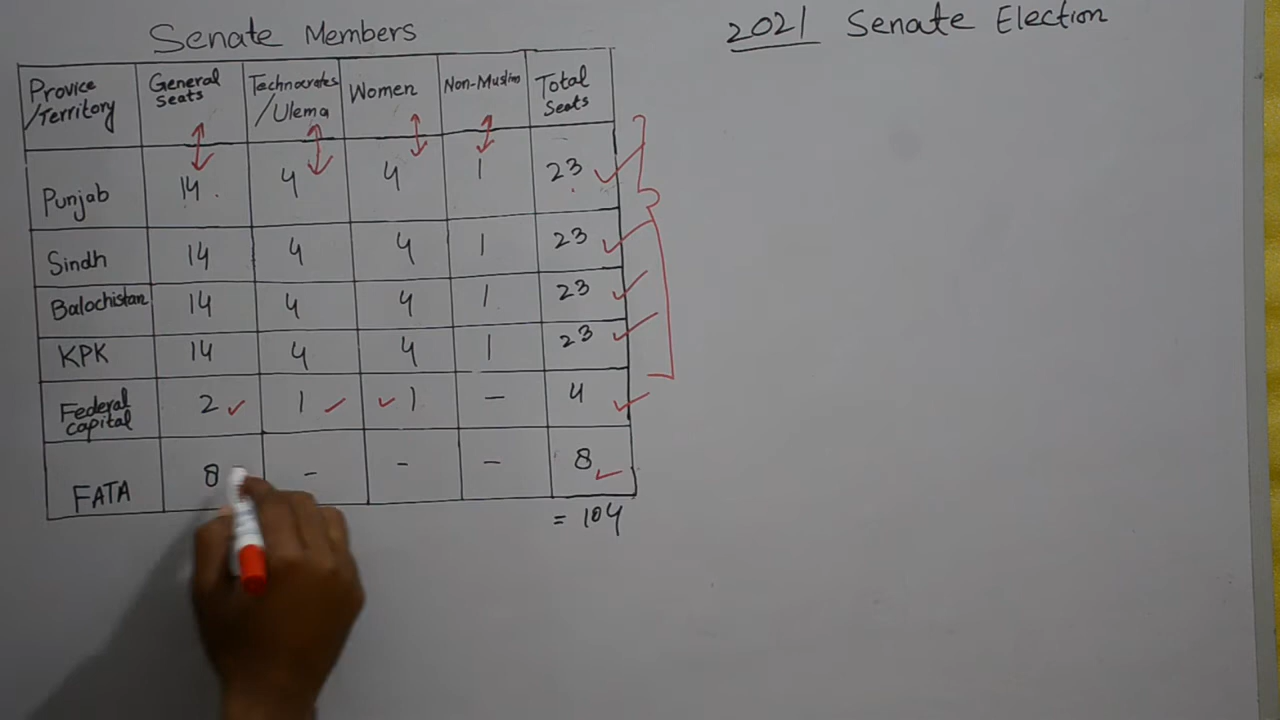 Senate Members
2021 Senate Election
Provice /Territory General Seats Technocrates /Ulema Women Non-Muslim Total Seats
Punjab 14 4 4 1 23
Sindh 14 4 4 1 23
Balochistan 14 4 4 1 23
KPK 14 4 4 1 23
Federal capital 2 1 1 - 4
FATA 8 - - - 8
= 104